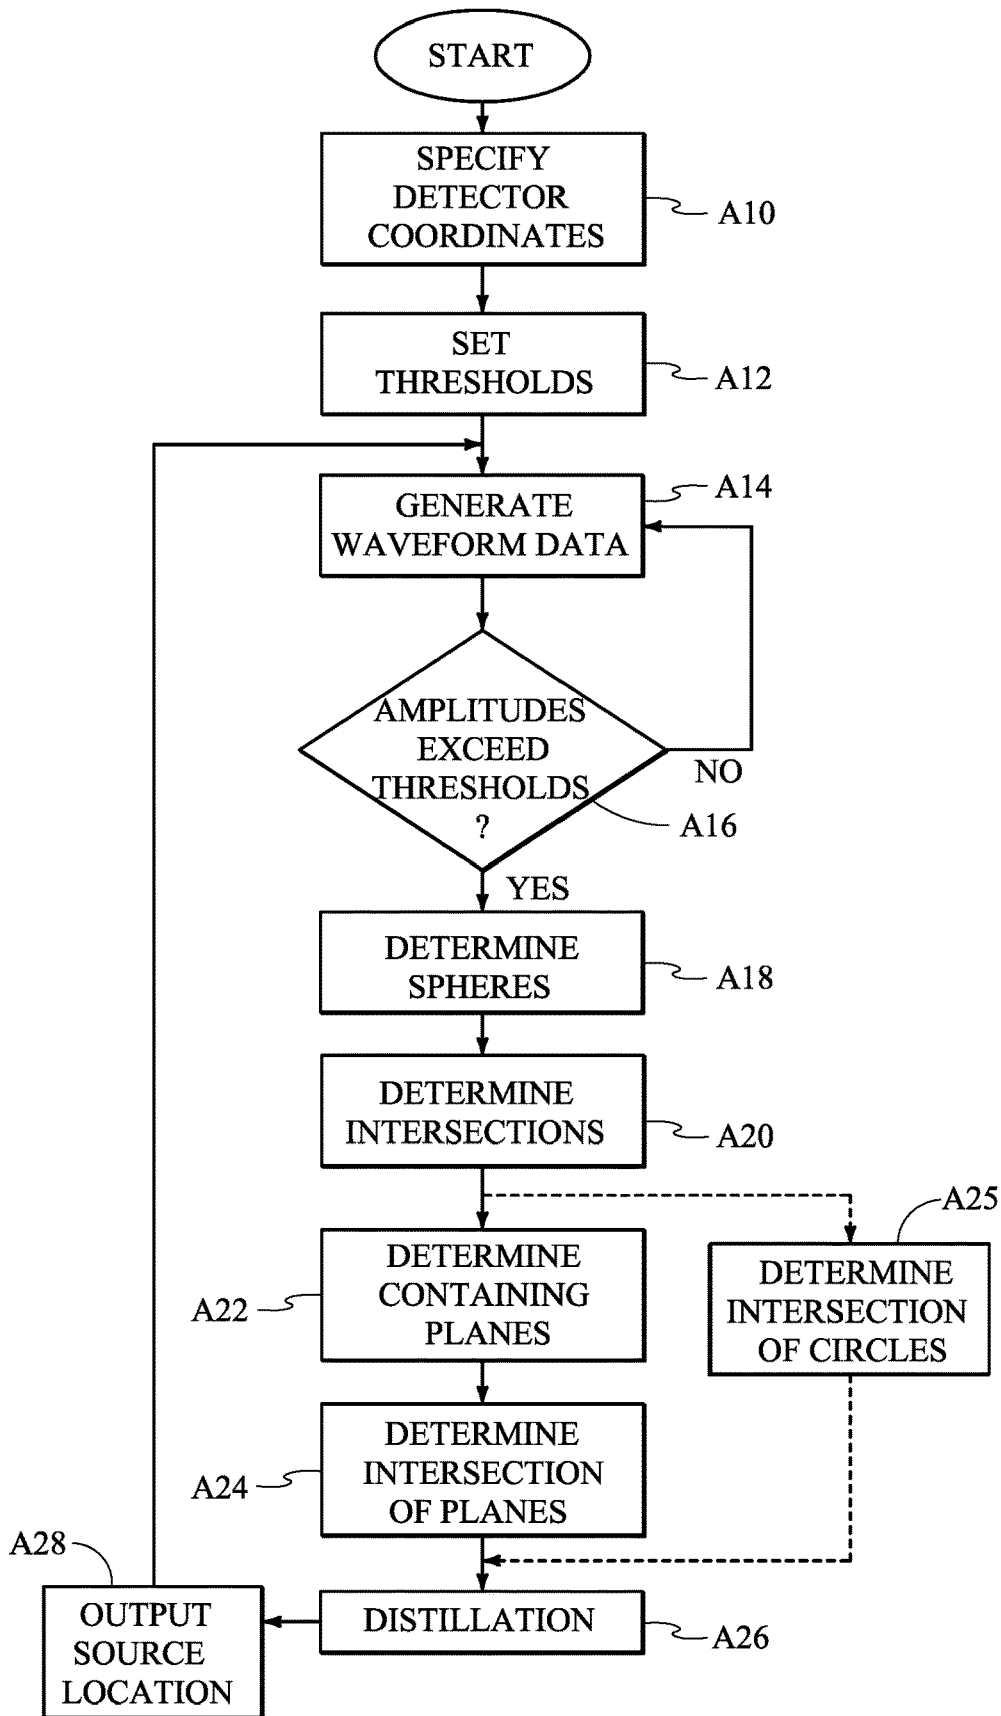 START
SPECIFY
DETECTOR
COORDINATES
A10
SET
THRESHOLDS
A12
GENERATE
WAVEFORM DATA
A14
AMPLITUDES
EXCEED
THRESHOLDS
?
NO
A16
YES
DETERMINE
SPHERES
A18
DETERMINE
INTERSECTIONS
A20
DETERMINE
CONTAINING
PLANES
A22
A25
DETERMINE
INTERSECTION
OF CIRCLES
DETERMINE
INTERSECTION
OF PLANES
A24
DISTILLATION
A26
A28
OUTPUT
SOURCE
LOCATION